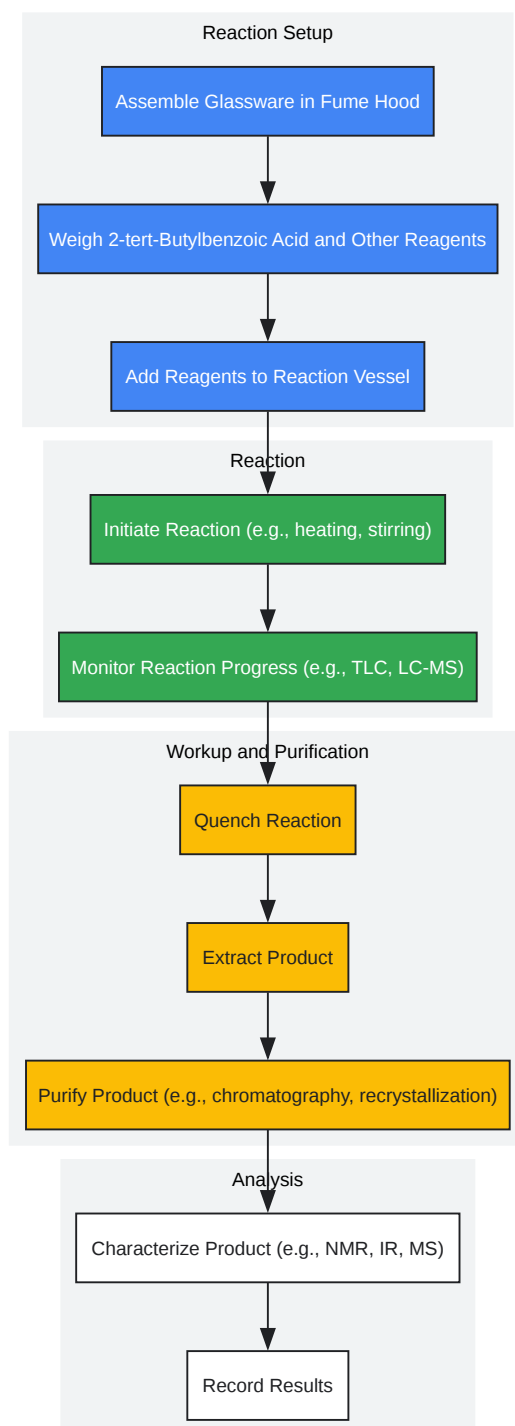 Reaction Setup
Assemble Glassware in Fume Hood
Weigh 2-tert-Butylbenzoic Acid and Other Reagents
Add Reagents to Reaction Vessel
Reaction
Initiate Reaction (e.g., heating, stirring)
Monitor Reaction Progress (e.g., TLC, LC-MS)
Workup and Purification
Quench Reaction
Extract Product
Purify Product (e.g., chromatography, recrystallization)
Analysis
Characterize Product (e.g., NMR, IR, MS)
Record Results